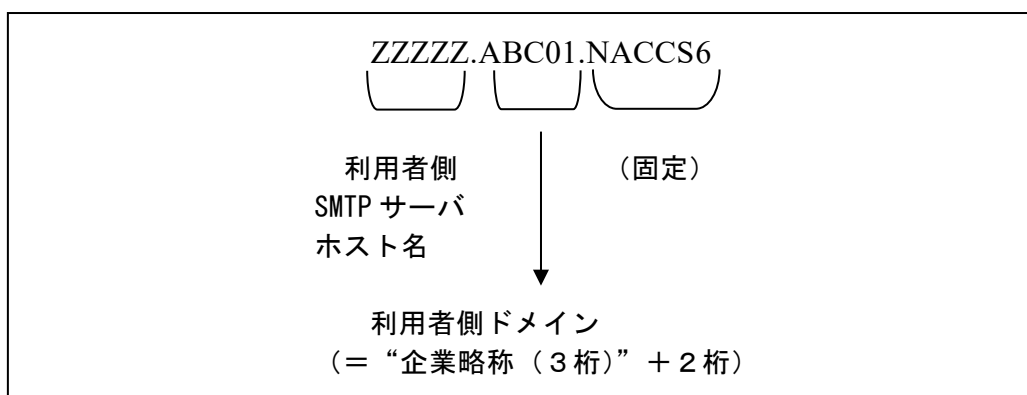 ZZZZZ.ABC01.NACCS6
利用者側
SMTP サーバ
ホスト名
（固定）
利用者側ドメイン
（＝“企業略称（３桁）”＋２桁）